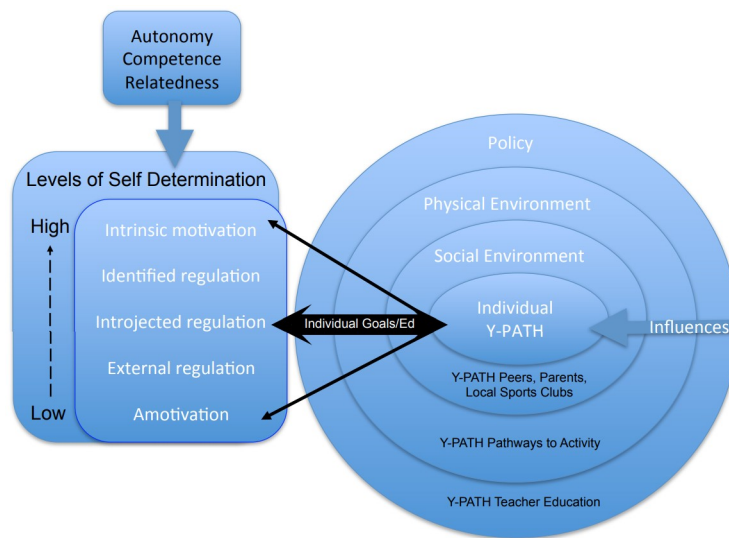 Autonomy
Competence
Relatedness
Levels of Self Determination
High
Low
Intrinsic motivation
Identified regulation
Introjected regulation
External regulation
Amotivation
Individual Goals/Ed
Policy
Physical Environment
Social Environment
Individual
Y-PATH
Influences
Y-PATH Peers, Parents,
Local Sports Clubs
Y-PATH Pathways to Activity
Y-PATH Teacher Education